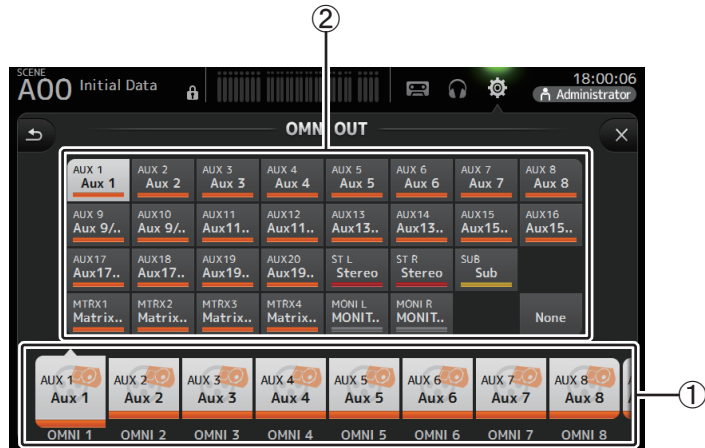 ②
SCENE
A00 Initial Data
18:00:06
Administrator
OMNI OUT
AUX 1 AUX 2 AUX 3 AUX 4 AUX 5 AUX 6 AUX 7 AUX 8
Aux 1 Aux 2 Aux 3 Aux 4 Aux 5 Aux 6 Aux 7 Aux 8
AUX 9 AUX10 AUX11 AUX12 AUX13 AUX14 AUX15 AUX16
Aux 9/.. Aux 9/.. Aux11.. Aux11.. Aux13.. Aux13.. Aux15.. Aux15..
AUX17 AUX18 AUX19 AUX20 ST L ST R SUB
Aux17.. Aux17.. Aux19.. Aux19.. Stereo Stereo Sub
MTRX1 MTRX2 MTRX3 MTRX4 MONI L MONI R
Matrix.. Matrix.. Matrix.. Matrix.. MONIT.. MONIT.. None
AUX 1 AUX 2 AUX 3 AUX 4 AUX 5 AUX 6 AUX 7 AUX 8
Aux 1 Aux 2 Aux 3 Aux 4 Aux 5 Aux 6 Aux 7 Aux 8
①
OMNI 1 OMNI 2 OMNI 3 OMNI 4 OMNI 5 OMNI 6 OMNI 7 OMNI 8